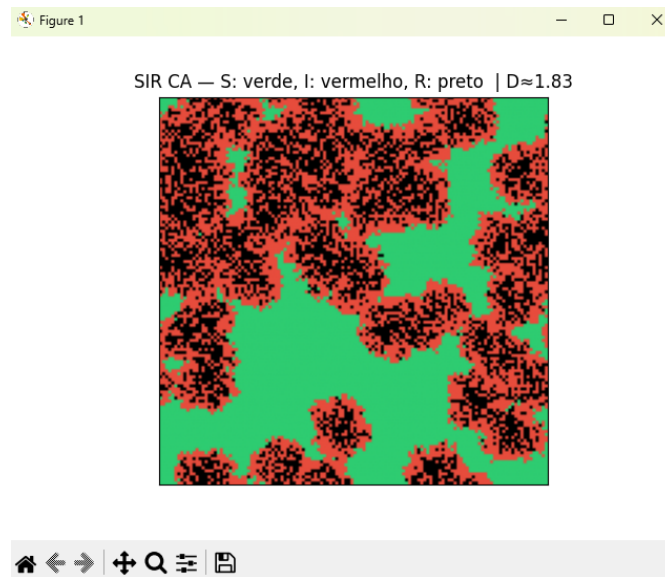 Figure 1
SIR CA — S: verde, I: vermelho, R: preto | D≈1.83